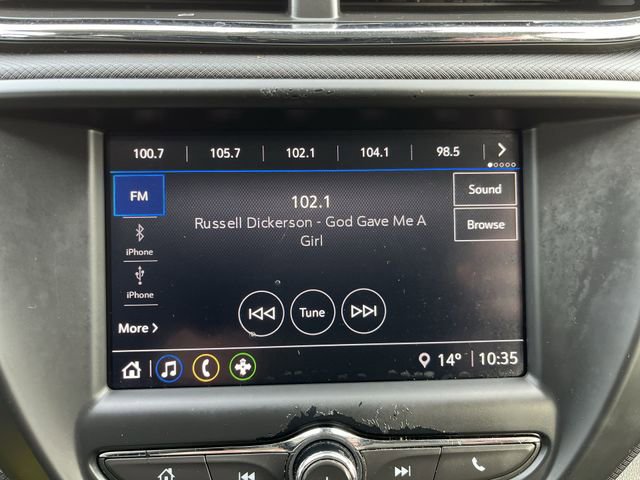 100.7 105.7 102.1 104.1 98.5
FM
102.1
Sound
Russell Dickerson - God Gave Me A
Girl
Browse
iPhone
iPhone
Tune
More
14° 10:35